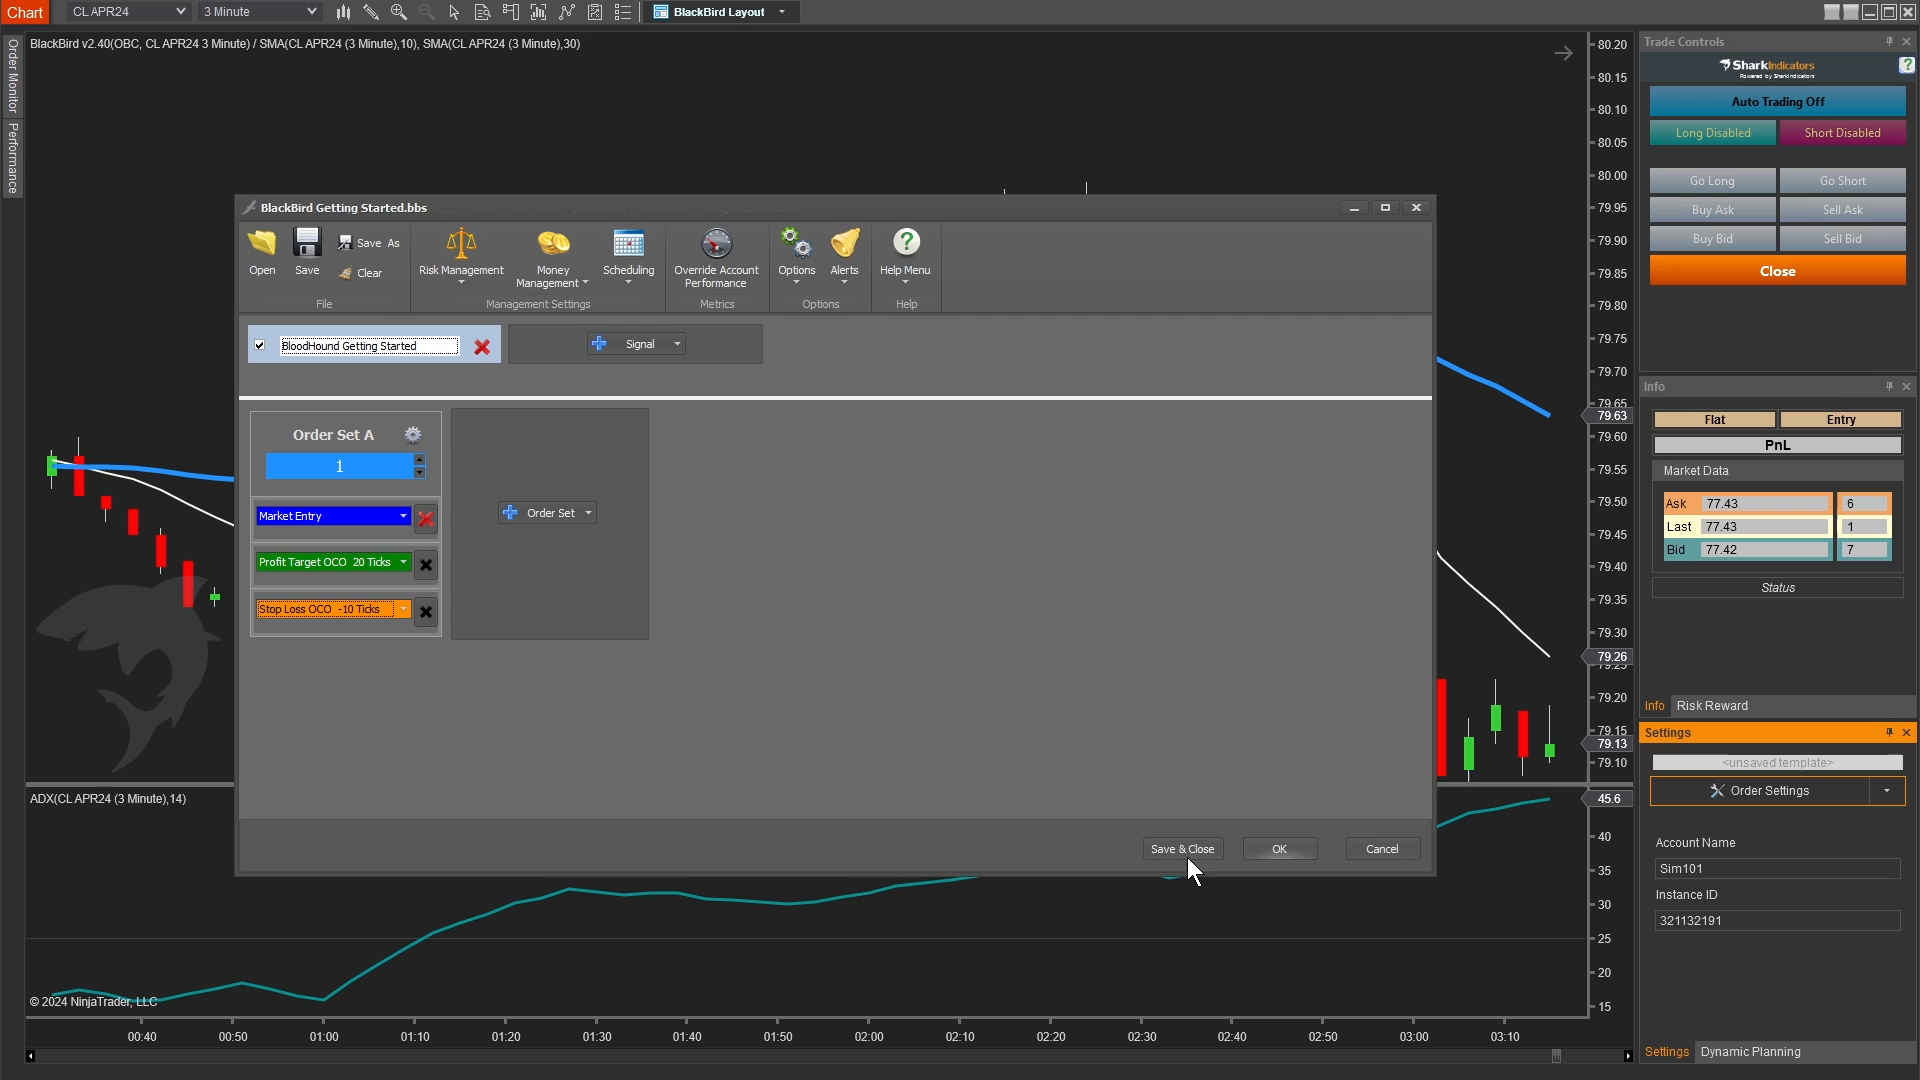 Chart
CL APR24
3 Minute
BlackBird Layout
Order Monitor
Performance
BlackBird v2.40(OBC, CL APR24 3 Minute) / SMA(CL APR24 (3 Minute),10), SMA(CL APR24 (3 Minute),30)
BlackBird Getting Started.bbs
Open
Save
Save As
Clear
File
Risk Management
Money
Management
Scheduling
Management Settings
Override Account
Performance
Metrics
Options
Alerts
Options
Help Menu
Help
BloodHound Getting Started
Signal
Order Set A
1
Market Entry
Profit Target OCO 20 Ticks
Stop Loss OCO -10 Ticks
Order Set
Save & Close
OK
Cancel
80.20
80.15
80.10
80.05
80.00
79.95
79.90
79.85
79.80
79.75
79.70
79.65
79.63
79.60
79.55
79.50
79.45
79.40
79.35
79.30
79.26
79.25
79.20
79.15
79.13
79.10
ADX(CL APR24 (3 Minute),14)
45.6
40
35
30
25
20
15
© 2024 NinjaTrader, LLC
00:40
00:50
01:00
01:10
01:20
01:30
01:40
01:50
02:00
02:10
02:20
02:30
02:40
02:50
03:00
03:10
Trade Controls
SharkIndicators
Powered by SharkIndicators
Auto Trading Off
Long Disabled
Short Disabled
Go Long
Go Short
Buy Ask
Sell Ask
Buy Bid
Sell Bid
Close
Info
Flat
Entry
PnL
Market Data
Ask 77.43 6
Last 77.43 1
Bid 77.42 7
Status
Info
Risk Reward
Settings
<unsaved template>
Order Settings
Account Name
Sim101
Instance ID
321132191
Settings
Dynamic Planning